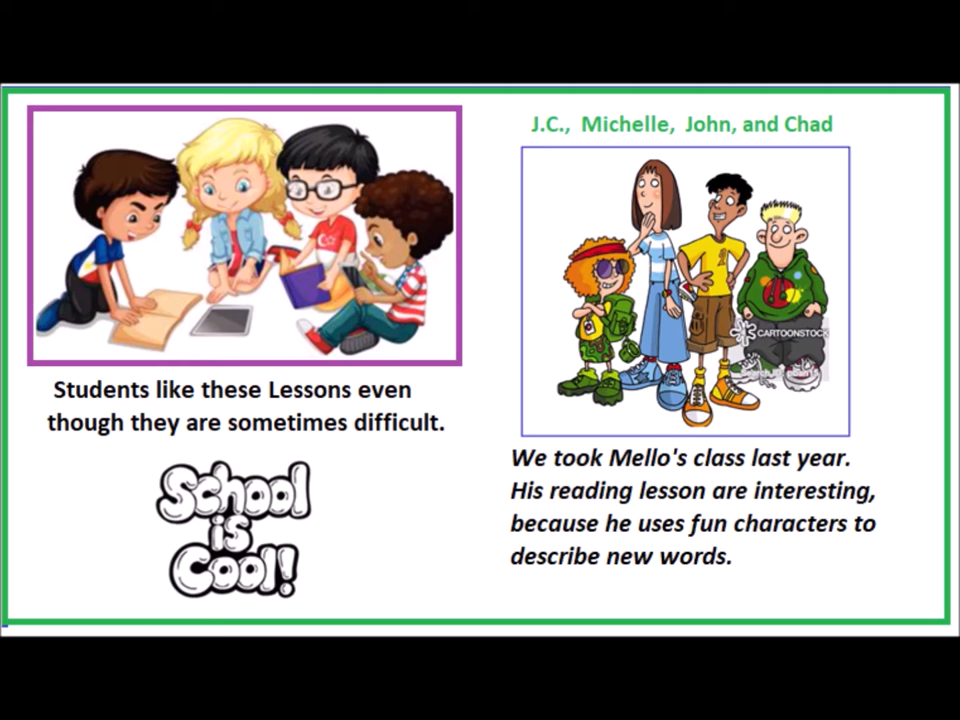 Students like these Lessons even
though they are sometimes difficult.
School
is
Cool!
J.C., Michelle, John, and Chad
CARTOONSTOCK
We took Mello's class last year.
His reading lesson are interesting,
because he uses fun characters to
describe new words.